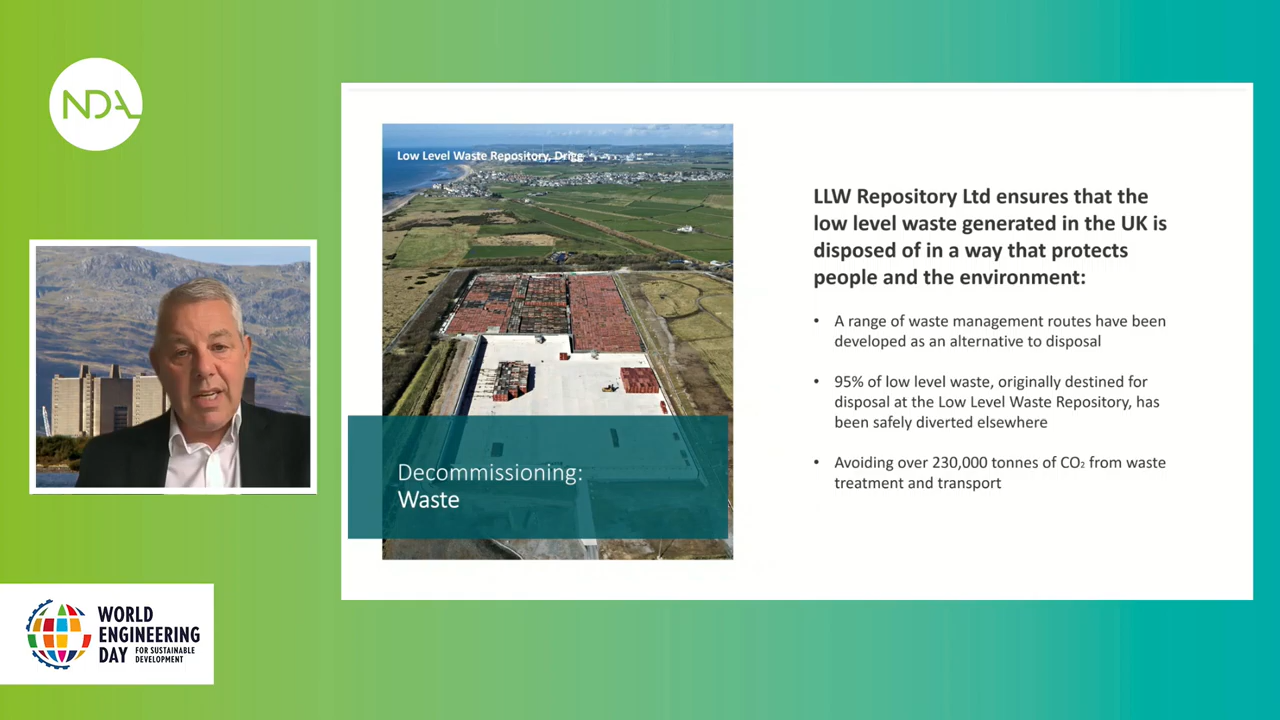 NDA
Low Level Waste Repository, Drigg
Decommissioning:
Waste
LLW Repository Ltd ensures that the
low level waste generated in the UK is
disposed of in a way that protects
people and the environment:
• A range of waste management routes have been
developed as an alternative to disposal
• 95% of low level waste, originally destined for
disposal at the Low Level Waste Repository, has
been safely diverted elsewhere
• Avoiding over 230,000 tonnes of CO₂ from waste
treatment and transport
WORLD
ENGINEERING
DAY
FOR SUSTAINABLE
DEVELOPMENT